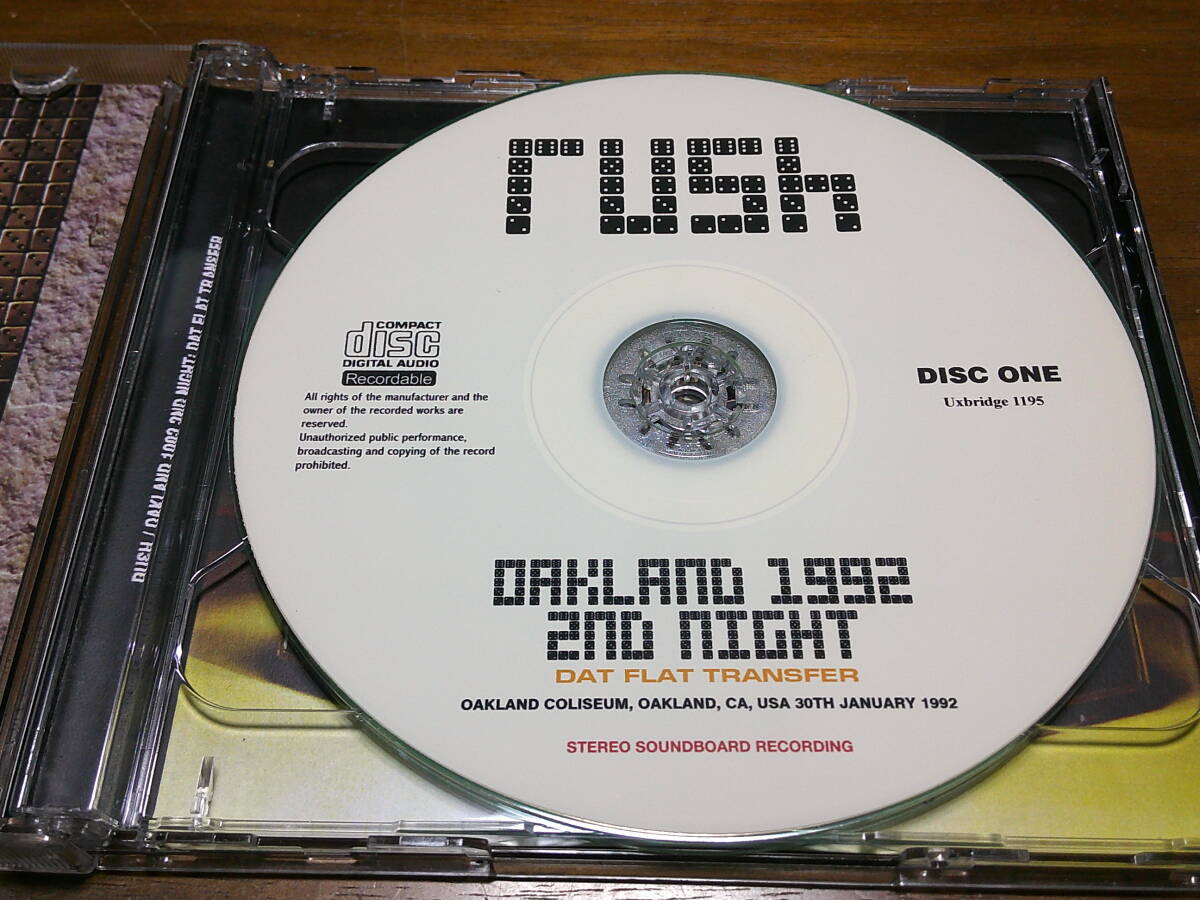 rush
COMPACT
disc
DIGITAL AUDIO
Recordable
All rights of the manufacturer and the
owner of the recorded works are
reserved.
Unauthorized public performance,
broadcasting and copying of the record
prohibited.
DISC ONE
Uxbridge 1195
OAKLAND 1992
2ND NIGHT
DAT FLAT TRANSFER
OAKLAND COLISEUM, OAKLAND, CA, USA 30TH JANUARY 1992
STEREO SOUNDBOARD RECORDING
RUSH / OAKLAND 1992 2ND NIGHT: DAT FLAT TRANSFER